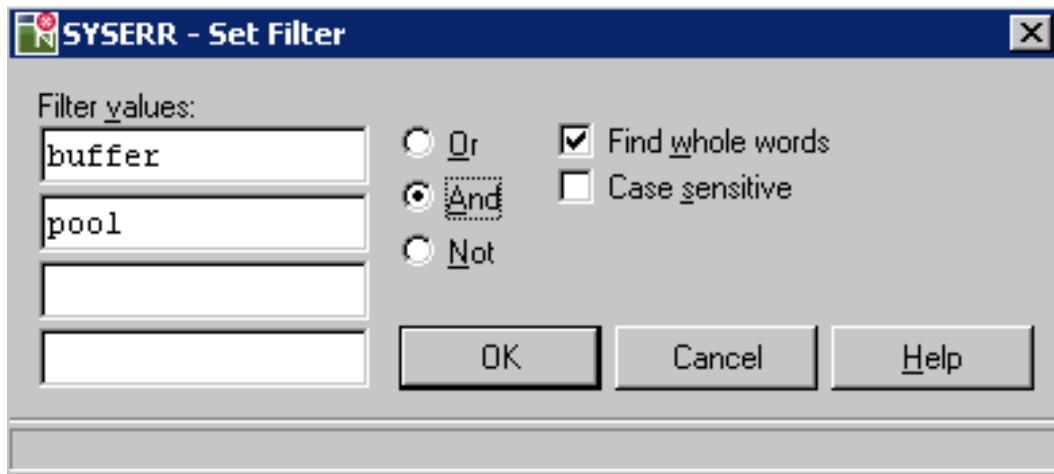 SYSERR - Set Filter
Filter values:
buffer
pool
Or
And
Not
Find whole words
Case sensitive
OK
Cancel
Help